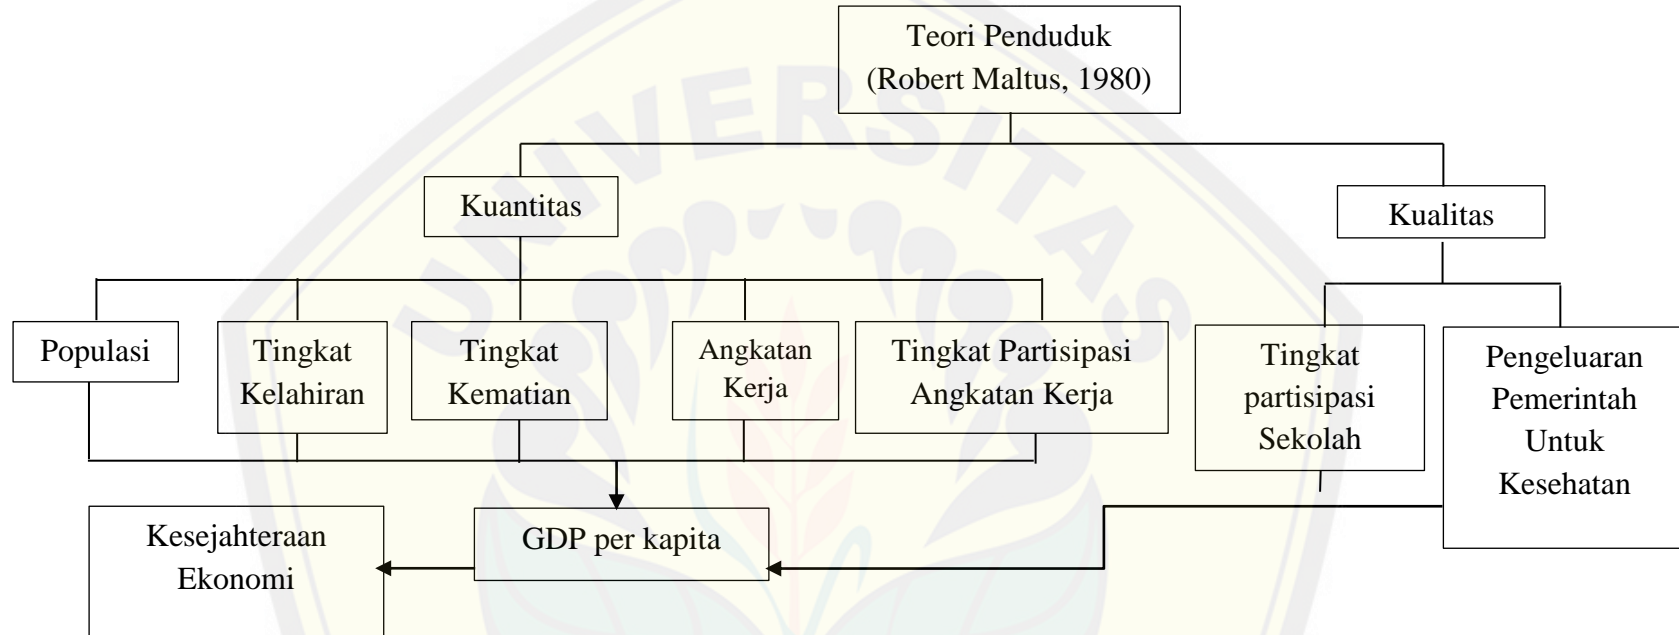 Teori Penduduk
(Robert Maltus, 1980)
UNIVERSITAS
Kuantitas
Kualitas
Populasi
Tingkat
Kelahiran
Tingkat
Kematian
Angkatan
Kerja
Tingkat Partisipasi
Angkatan Kerja
Tingkat
partisipasi
Sekolah
Pengeluaran
Pemerintah
Untuk
Kesehatan
Kesejahteraan
Ekonomi
GDP per kapita